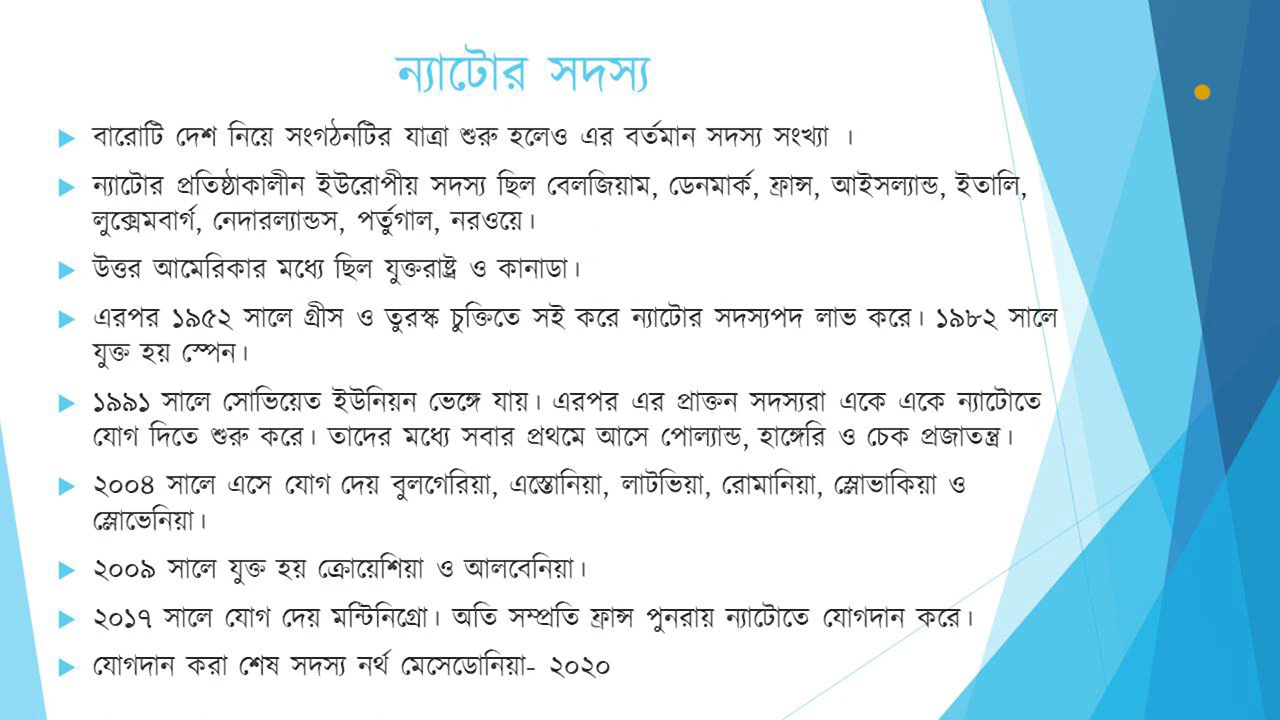 ন্যাটোর সদস্য
বারোটি দেশ নিয়ে সংগঠনটির যাত্রা শুরু হলেও এর বর্তমান সদস্য সংখ্যা ।
ন্যাটোর প্রতিষ্ঠাকালীন ইউরোপীয় সদস্য ছিল বেলজিয়াম, ডেনমার্ক, ফ্রান্স, আইসল্যান্ড, ইতালি,
লুক্সেমবার্গ, নেদারল্যান্ডস, পর্তুগাল, নরওয়ে।
উত্তর আমেরিকার মধ্যে ছিল যুক্তরাষ্ট্র ও কানাডা।
এরপর ১৯৫২ সালে গ্রীস ও তুরস্ক চুক্তিতে সই করে ন্যাটোর সদস্যপদ লাভ করে। ১৯৮২ সালে
যুক্ত হয় স্পেন।
১৯৯১ সালে সোভিয়েত ইউনিয়ন ভেঙ্গে যায়। এরপর এর প্রাক্তন সদস্যরা একে একে ন্যাটোতে
যোগ দিতে শুরু করে। তাদের মধ্যে সবার প্রথমে আসে পোল্যান্ড, হাঙ্গেরি ও চেক প্রজাতন্ত্র।
২০০৪ সালে এসে যোগ দেয় বুলগেরিয়া, এস্তোনিয়া, লাটভিয়া, রোমানিয়া, স্লোভাকিয়া ও
স্লোভেনিয়া।
২০০৯ সালে যুক্ত হয় ক্রোয়েশিয়া ও আলবেনিয়া।
২০১৭ সালে যোগ দেয় মন্টিনিগ্রো। অতি সম্প্রতি ফ্রান্স পুনরায় ন্যাটোতে যোগদান করে।
যোগদান করা শেষ সদস্য নর্থ মেসেডোনিয়া- ২০২০